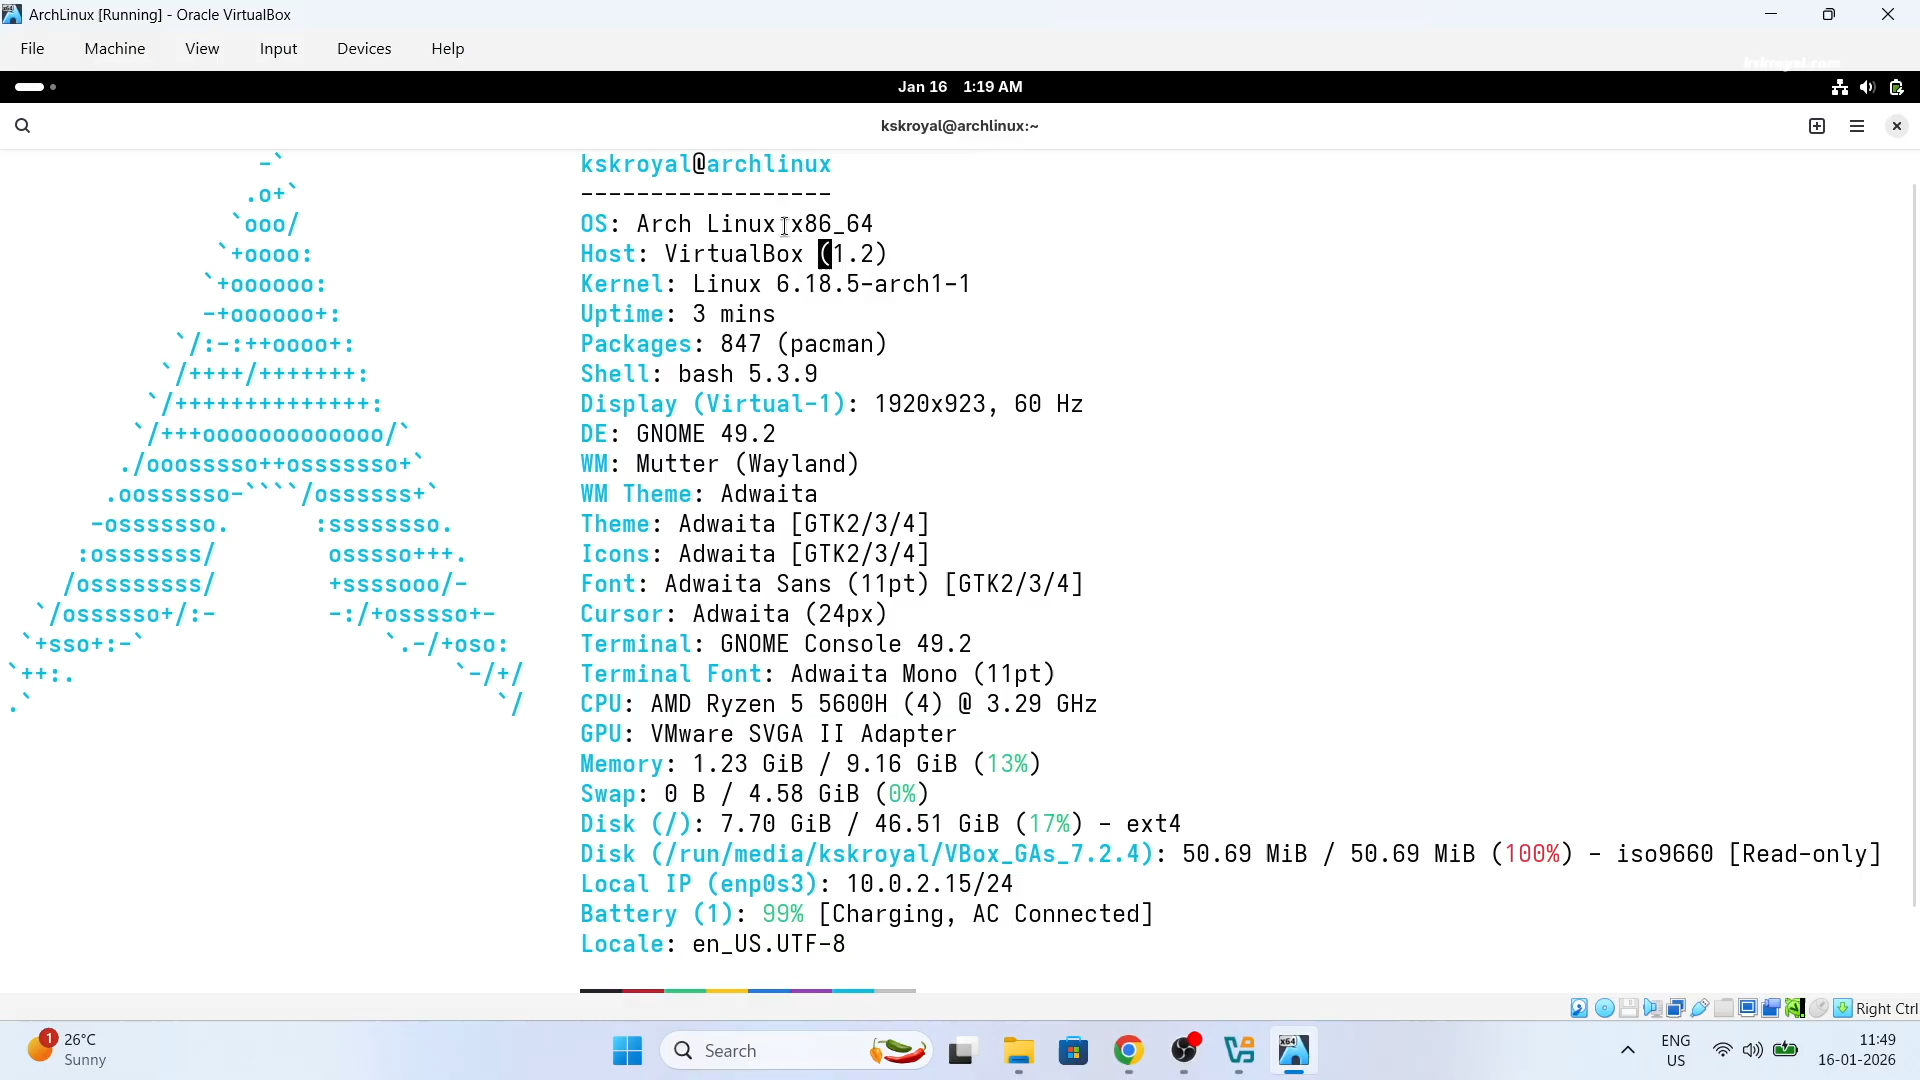 ArchLinux [Running] - Oracle VirtualBox
File Machine View Input Devices Help
kskroyal.com
Jan 16 1:19 AM
kskroyal@archlinux:~
kskroyal@archlinux
------------------
OS: Arch Linux x86_64
Host: VirtualBox (1.2)
Kernel: Linux 6.18.5-arch1-1
Uptime: 3 mins
Packages: 847 (pacman)
Shell: bash 5.3.9
Display (Virtual-1): 1920x923, 60 Hz
DE: GNOME 49.2
WM: Mutter (Wayland)
WM Theme: Adwaita
Theme: Adwaita [GTK2/3/4]
Icons: Adwaita [GTK2/3/4]
Font: Adwaita Sans (11pt) [GTK2/3/4]
Cursor: Adwaita (24px)
Terminal: GNOME Console 49.2
Terminal Font: Adwaita Mono (11pt)
CPU: AMD Ryzen 5 5600H (4) @ 3.29 GHz
GPU: VMware SVGA II Adapter
Memory: 1.23 GiB / 9.16 GiB (13%)
Swap: 0 B / 4.58 GiB (0%)
Disk (/): 7.70 GiB / 46.51 GiB (17%) - ext4
Disk (/run/media/kskroyal/VBox_GAs_7.2.4): 50.69 MiB / 50.69 MiB (100%) - iso9660 [Read-only]
Local IP (enp0s3): 10.0.2.15/24
Battery (1): 99% [Charging, AC Connected]
Locale: en_US.UTF-8
Right Ctrl
1
26°C
Sunny
Search
x64
ENG
US
11:49
16-01-2026